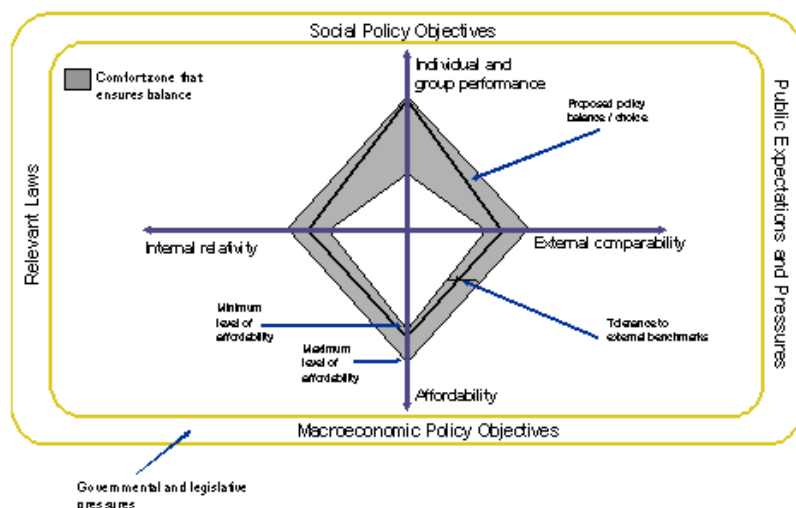 Social Policy Objectives
Individual and
group performance
Comfort zone that
ensures balance
Proposed policy
balance / choice
Public Expectations and Pressures
Relevant Laws
Internal relativity
External comparability
Minimum
level of
affordability
Maximum
level of
affordability
Tolerance to
external benchmarks
Affordability
Macroeconomic Policy Objectives
Governmental and legislative
pressures